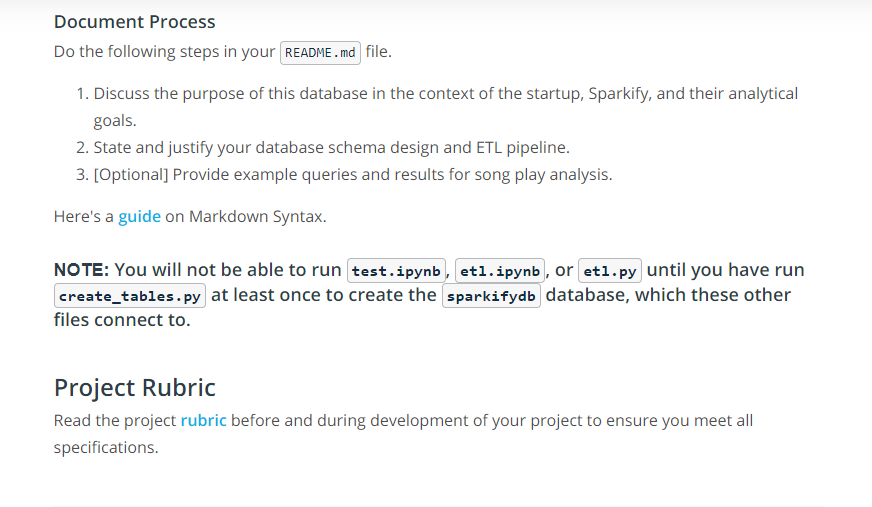 Document Process
Do the following steps in your README.md file.
1. Discuss the purpose of this database in the context of the startup, Sparkify, and their analytical
goals.
2. State and justify your database schema design and ETL pipeline.
3. [Optional] Provide example queries and results for song play analysis.
Here's a guide on Markdown Syntax.
NOTE: You will not be able to run test.ipynb, etl.ipynb, or etl.py until you have run
create_tables.py at least once to create the sparkifydb database, which these other
files connect to.
Project Rubric
Read the project rubric before and during development of your project to ensure you meet all
specifications.